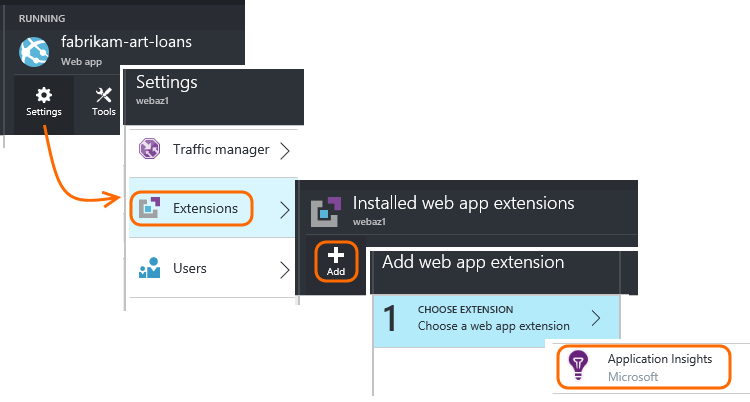 RUNNING
fabrikam-art-loans
Web app
Settings
Tools
Settings
webaz1
Traffic manager
Extensions
Users
Installed web app extensions
webaz1
Add
Add web app extension
1
CHOOSE EXTENSION
Choose a web app extension
Application Insights
Microsoft